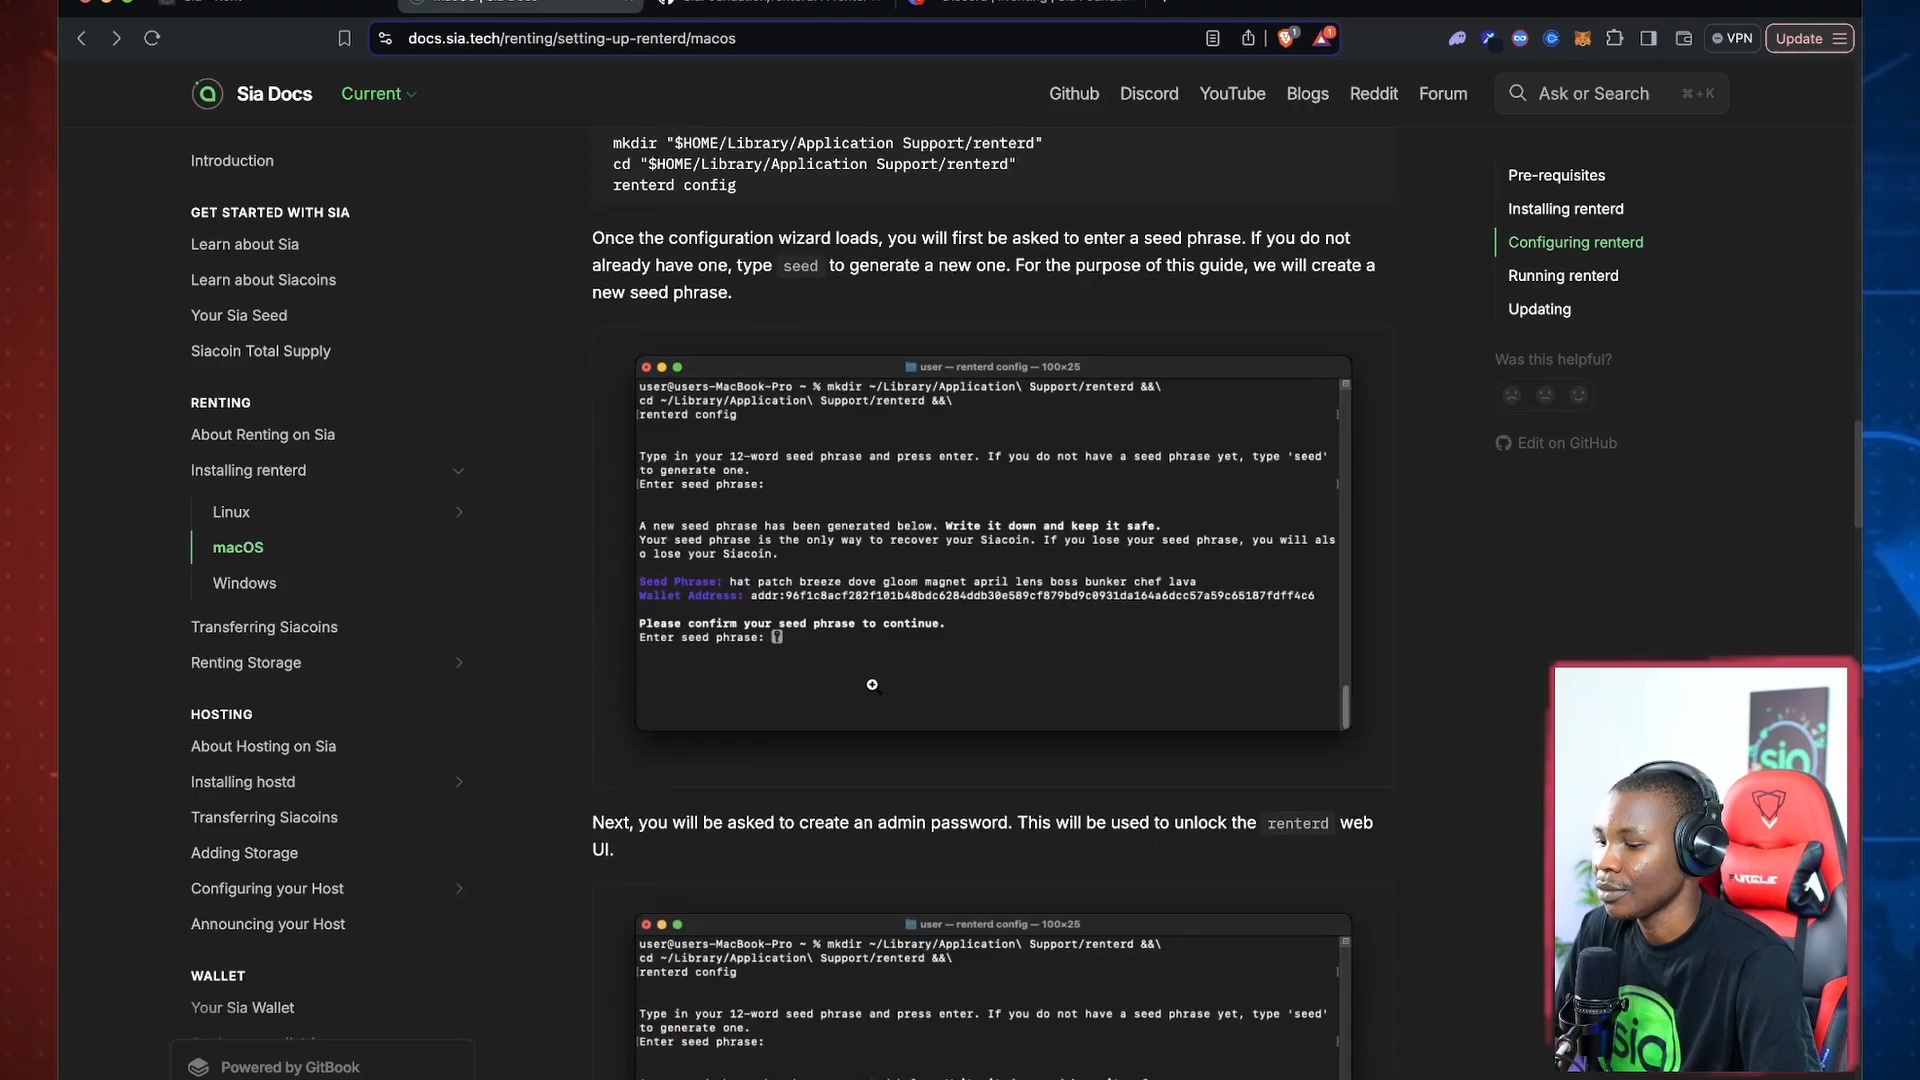 docs.sia.tech/renting/setting-up-renterd/macos
1
1
VPN
Update
Sia Docs
Current
Github
Discord
YouTube
Blogs
Reddit
Forum
Ask or Search
⌘ + K
Introduction
GET STARTED WITH SIA
Learn about Sia
Learn about Siacoins
Your Sia Seed
Siacoin Total Supply
RENTING
About Renting on Sia
Installing renterd
Linux
macOS
Windows
Transferring Siacoins
Renting Storage
HOSTING
About Hosting on Sia
Installing hostd
Transferring Siacoins
Adding Storage
Configuring your Host
Announcing your Host
WALLET
Your Sia Wallet
Powered by GitBook
mkdir "$HOME/Library/Application Support/renterd"
cd "$HOME/Library/Application Support/renterd"
renterd config
Once the configuration wizard loads, you will first be asked to enter a seed phrase. If you do not
already have one, type seed to generate a new one. For the purpose of this guide, we will create a
new seed phrase.
user — renterd config — 100×25
user@users-MacBook-Pro ~ % mkdir ~/Library/Application\ Support/renterd &&\
cd ~/Library/Application\ Support/renterd &&\
renterd config
Type in your 12-word seed phrase and press enter. If you do not have a seed phrase yet, type 'seed'
to generate one.
Enter seed phrase:
A new seed phrase has been generated below. Write it down and keep it safe.
Your seed phrase is the only way to recover your Siacoin. If you lose your seed phrase, you will als
o lose your Siacoin.
Seed Phrase: hat patch breeze dove gloom magnet april lens boss bunker chef lava
Wallet Address: addr:96f1c8acf282f101b48bdc6284ddb30e589cf879bd9c0931da164a6dcc57a59c65187fdff4c6
Please confirm your seed phrase to continue.
Enter seed phrase:
Next, you will be asked to create an admin password. This will be used to unlock the renterd web
UI.
user — renterd config — 100×25
user@users-MacBook-Pro ~ % mkdir ~/Library/Application\ Support/renterd &&\
cd ~/Library/Application\ Support/renterd &&\
renterd config
Type in your 12-word seed phrase and press enter. If you do not have a seed phrase yet, type 'seed'
to generate one.
Enter seed phrase:
Pre-requisites
Installing renterd
Configuring renterd
Running renterd
Updating
Was this helpful?
Edit on GitHub
sia
sia